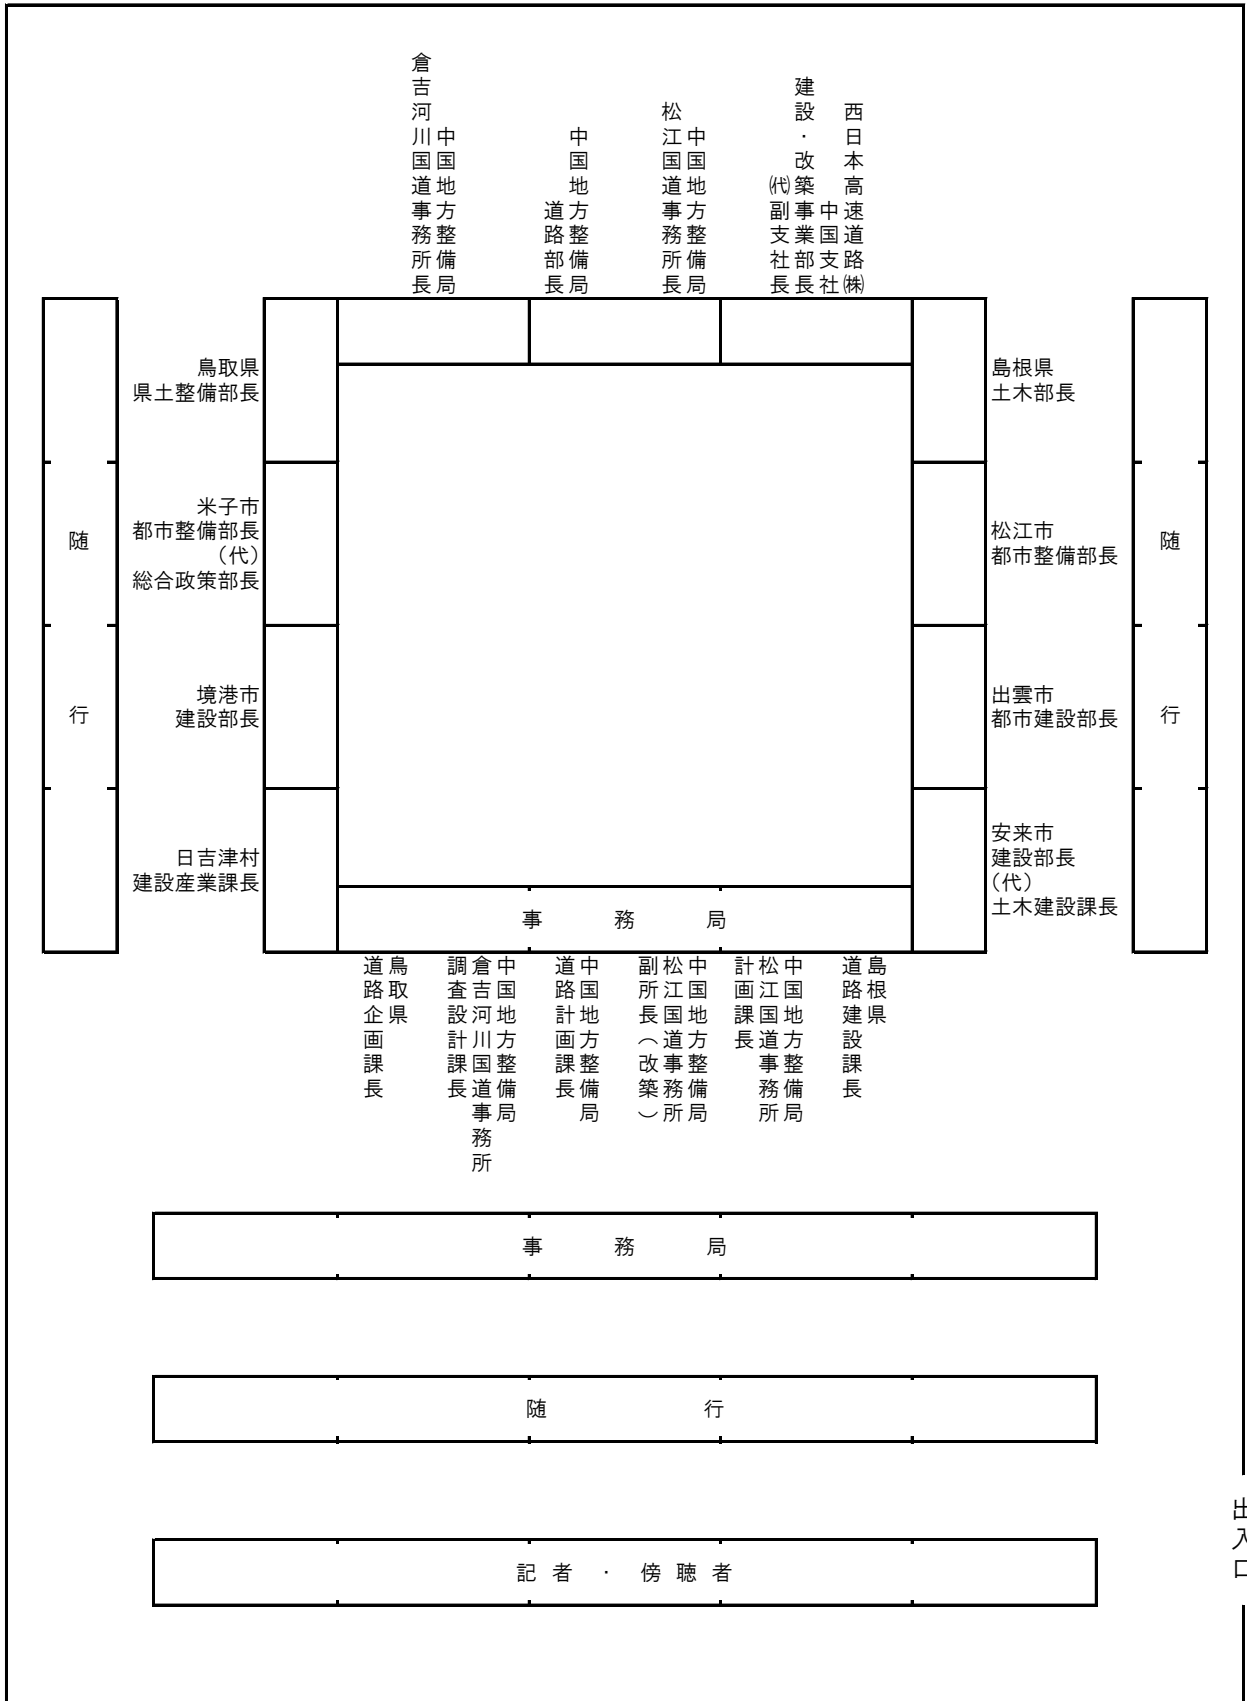 中国地方整備局
倉吉河川国道事務所長
中国地方整備局
道路部長
中国地方整備局
松江国道事務所長
西日本高速道路㈱
中国支社
建設・改築事業部長
㈹副支社長
鳥取県
県土整備部長
米子市
都市整備部長
（代）
総合政策部長
境港市
建設部長
日吉津村
建設産業課長
島根県
土木部長
松江市
都市整備部長
出雲市
都市建設部長
安来市
建設部長
（代）
土木建設課長
随行
随行
事務局
鳥取県
道路企画課長
中国地方整備局
倉吉河川国道事務所
調査設計課長
中国地方整備局
道路計画課長
中国地方整備局
松江国道事務所
副所長（改築）
中国地方整備局
松江国道事務所
計画課長
島根県
道路建設課長
事務局
随行
記者・傍聴者
出入口